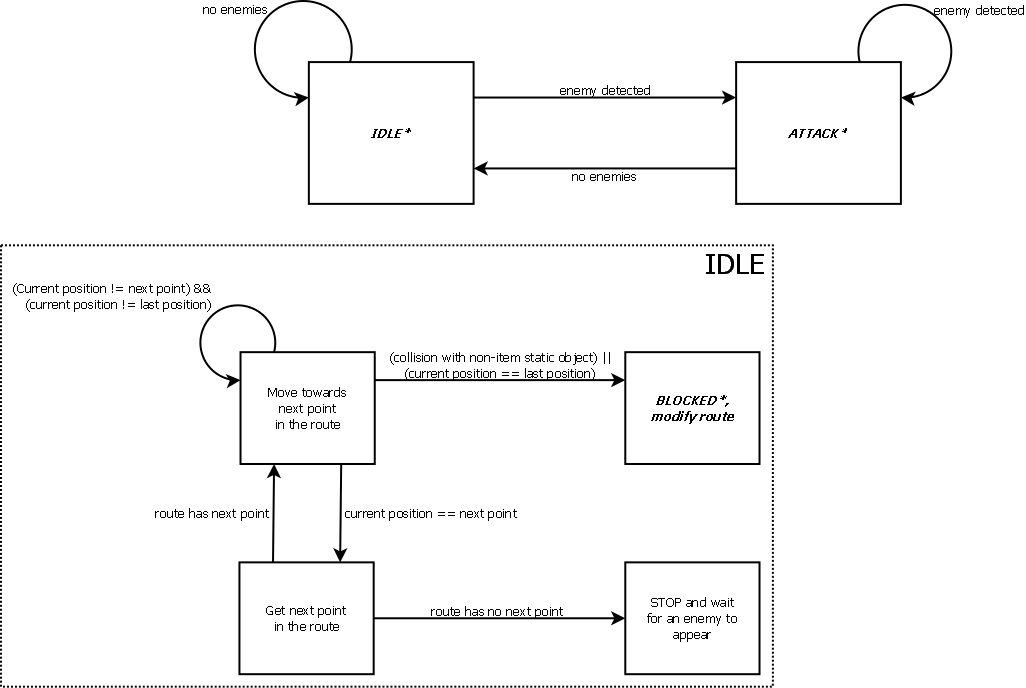 no enemies
enemy detected
enemy detected
IDLE*
ATTACK*
no enemies
IDLE
(Current position != next point) &&
(current position != last position)
(collision with non-item static object) ||
(current position == last position)
Move towards
next point
in the route
BLOCKED*,
modify route
route has next point
current position == next point
Get next point
in the route
route has no next point
STOP and wait
for an enemy to
appear